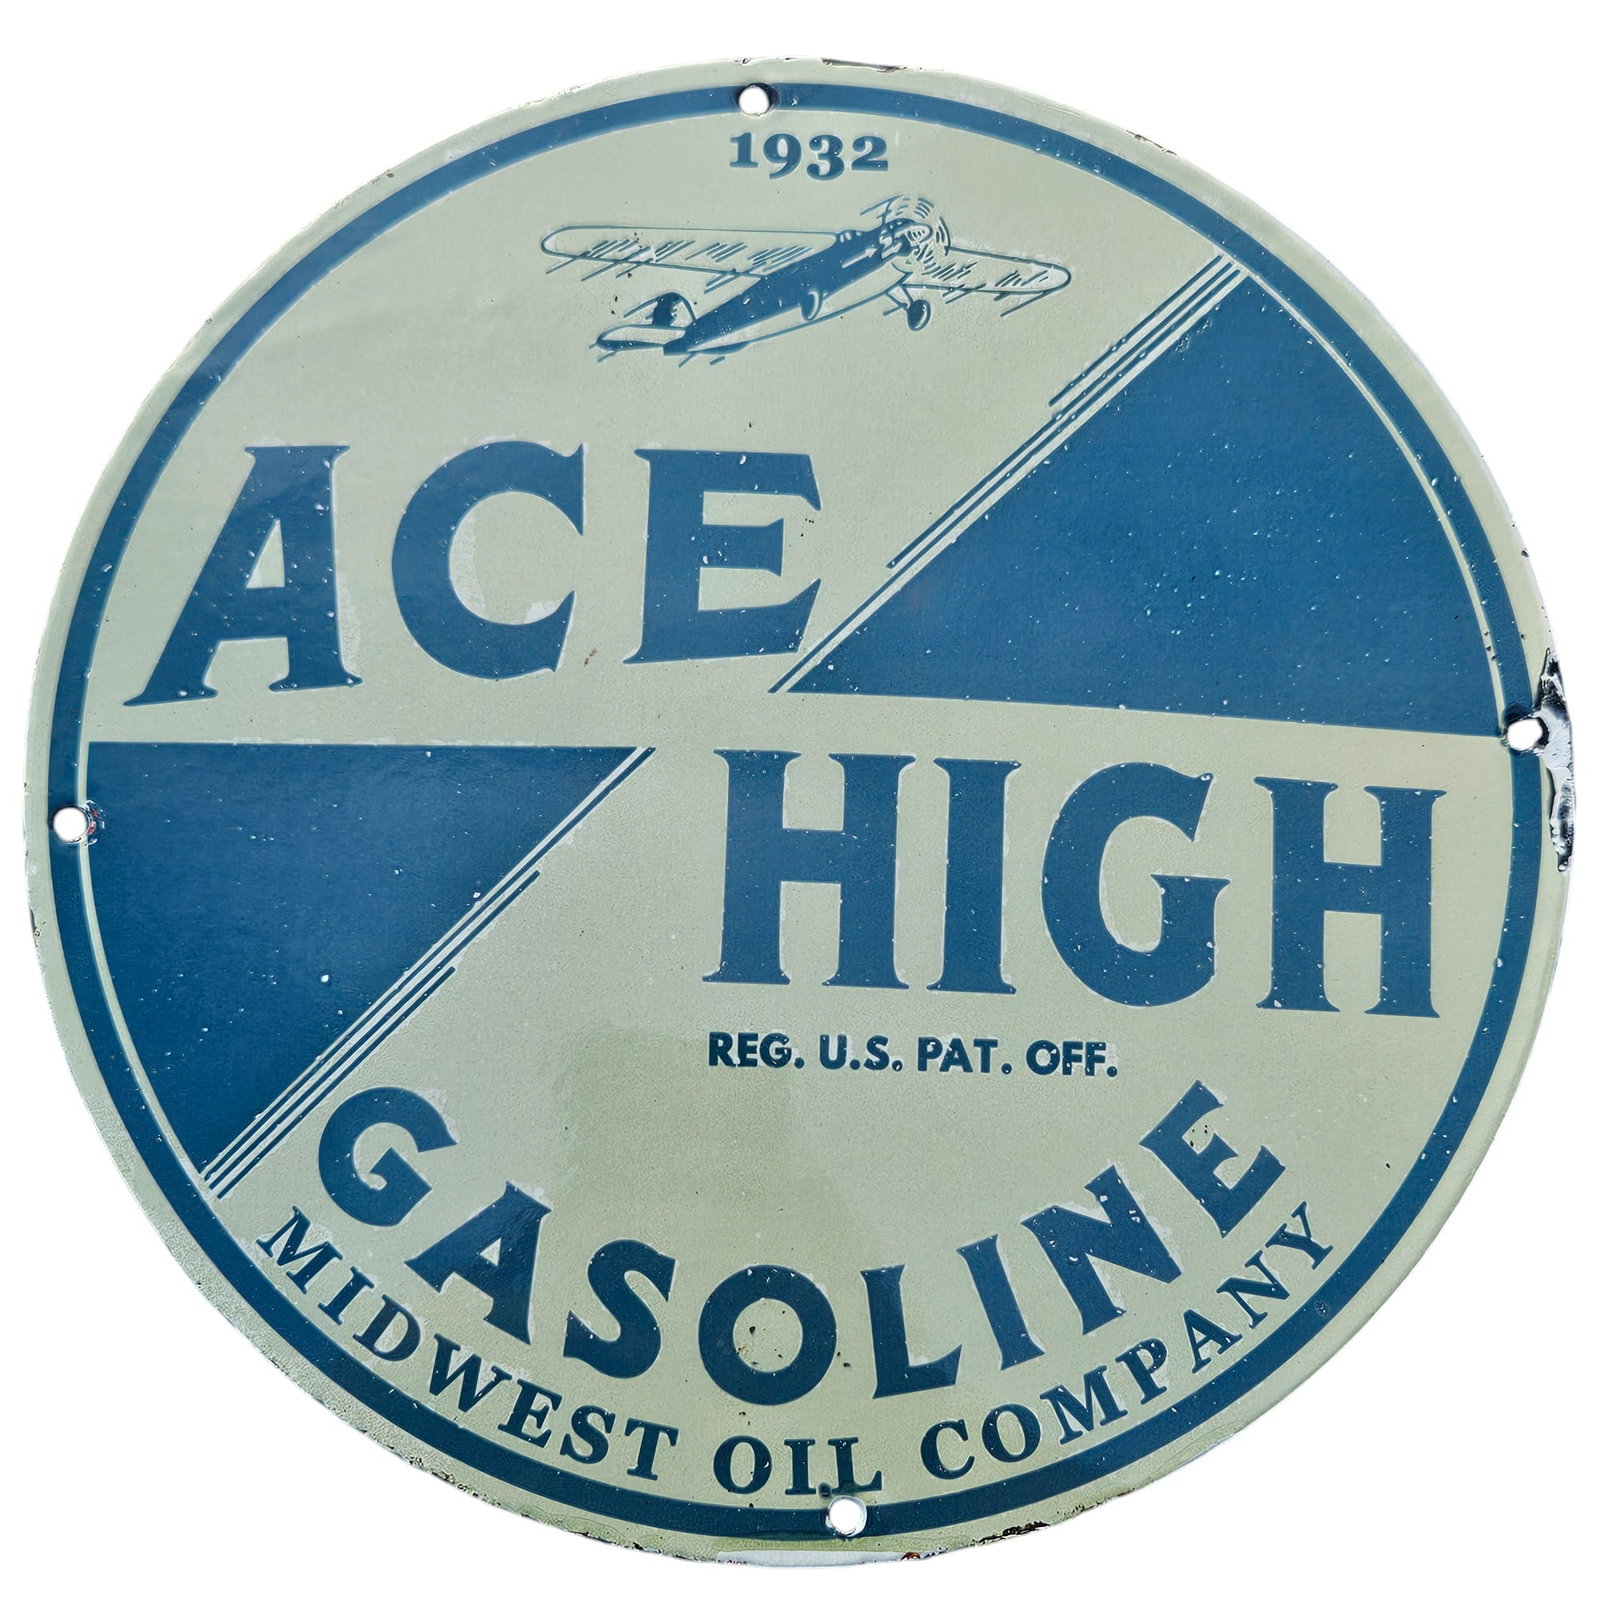 1932
ACE
HIGH
REG. U.S. PAT. OFF.
GASOLINE
MIDWEST OIL COMPANY